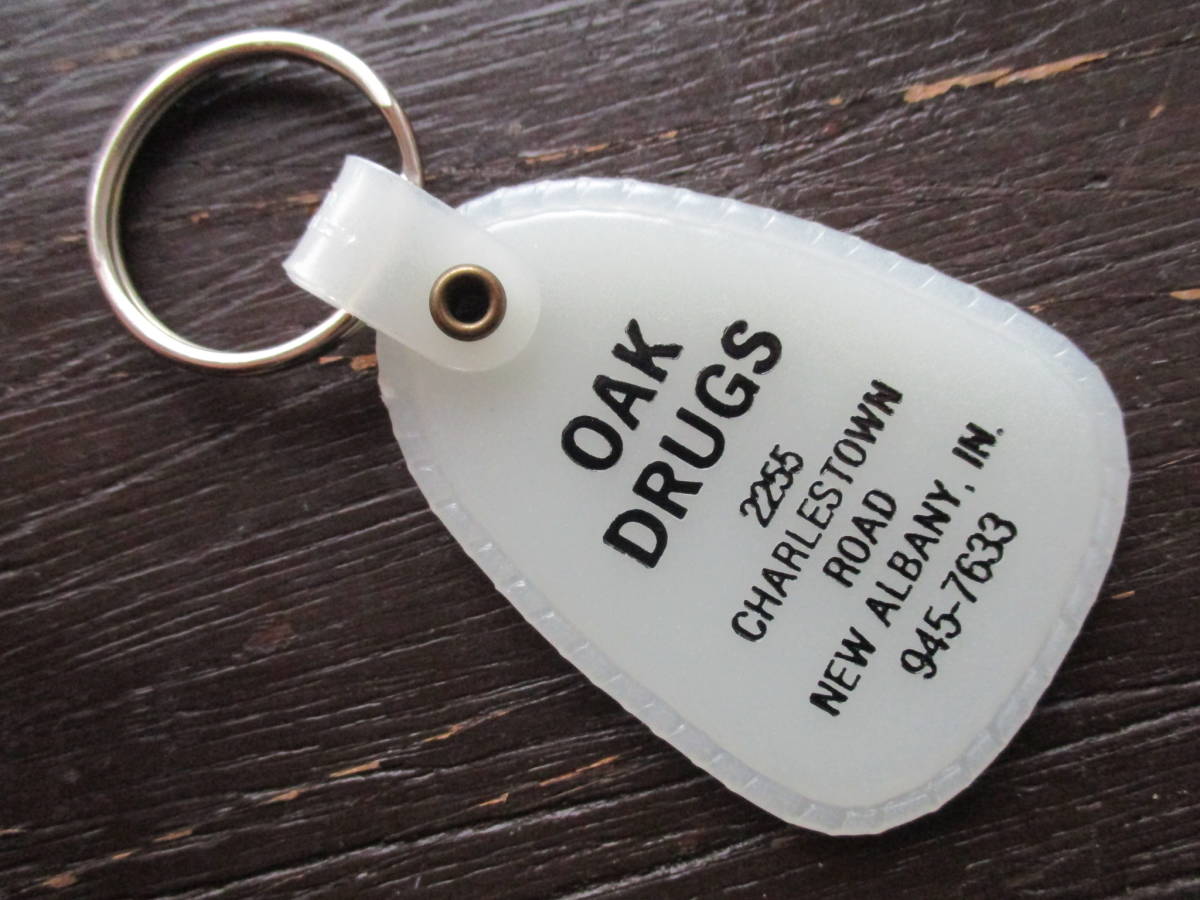 OAK
DRUGS
2255
CHARLESTOWN
ROAD
NEW ALBANY, IN.
945-7633